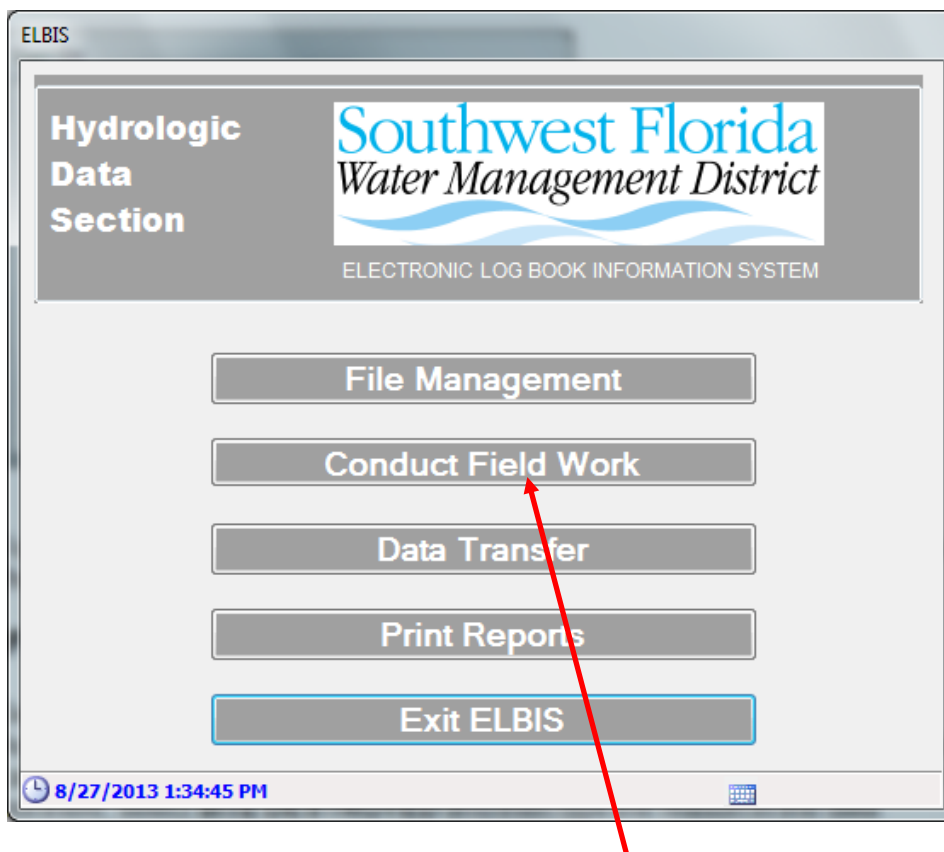 ELBIS
Hydrologic
Data
Section
Southwest Florida
Water Management District
ELECTRONIC LOG BOOK INFORMATION SYSTEM
File Management
Conduct Field Work
Data Transfer
Print Reports
Exit ELBIS
8/27/2013 1:34:45 PM